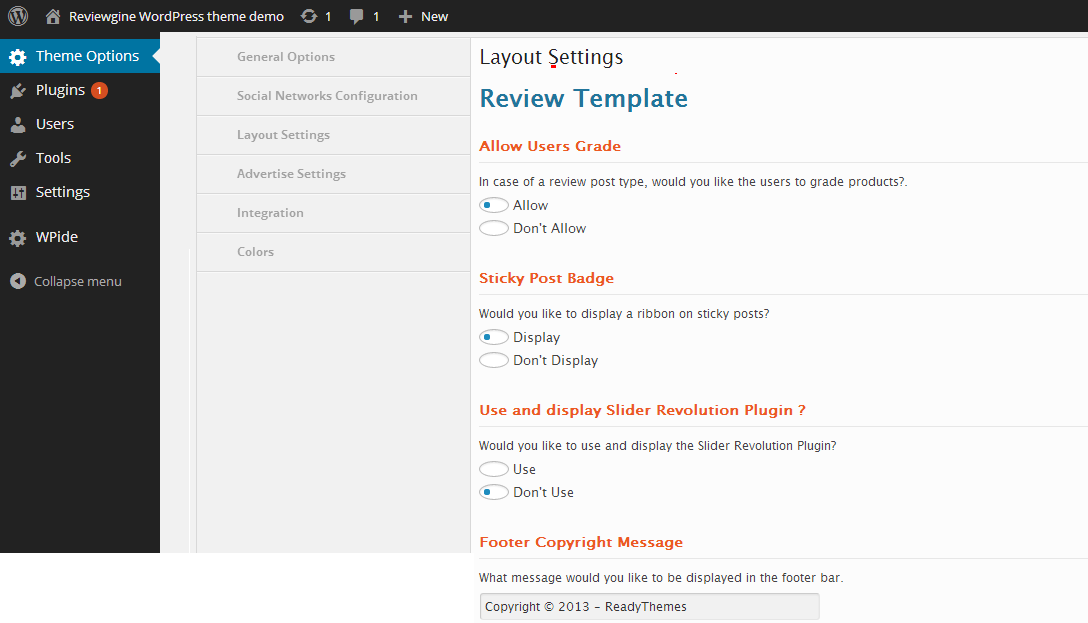 Reviewgine WordPress theme demo 1 1 New
Theme Options
Plugins 1
Users
Tools
Settings
WPide
Collapse menu
General Options
Social Networks Configuration
Layout Settings
Advertise Settings
Integration
Colors
Layout Settings
Review Template
Allow Users Grade
In case of a review post type, would you like the users to grade products?.
Allow
Don't Allow
Sticky Post Badge
Would you like to display a ribbon on sticky posts?
Display
Don't Display
Use and display Slider Revolution Plugin ?
Would you like to use and display the Slider Revolution Plugin?
Use
Don't Use
Footer Copyright Message
What message would you like to be displayed in the footer bar.
Copyright © 2013 - ReadyThemes